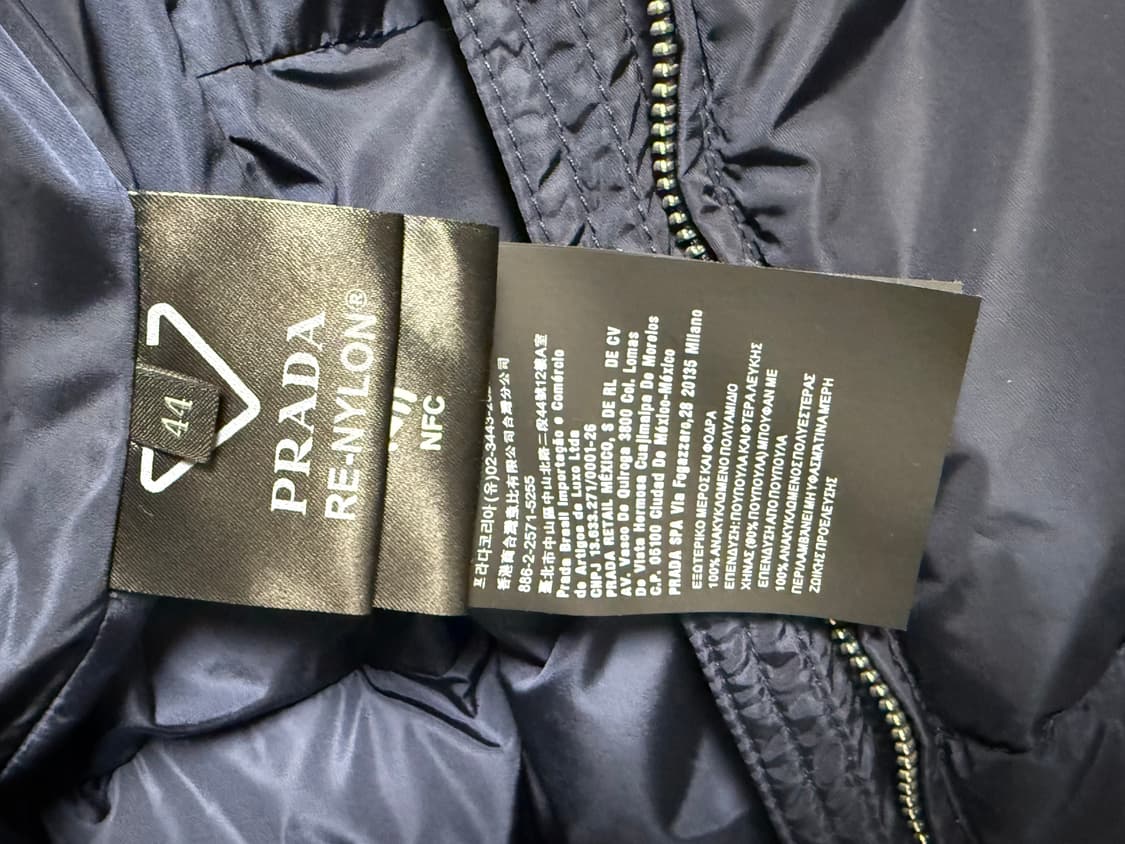 44
PRADA
RE-NYLON®
NFC
프라다코리아(유)02-3443-
香港商台灣普拉達有限公司台灣分公司
886-2-2571-5255
臺北市中山區中山北路二段44號12樓A室
Prada Brasil Importação e Comércio
de Artigos de Luxo Ltda
CNPJ 13.633.271/0001-26
PRADA RETAIL MÉXICO, S DE RL DE CV
AV. Vasco De Quiroga 3800 Col. Lomas
De Vista Hermosa Cuajimalpa De Morelos
C.P. 05100 Ciudad De México-México
PRADA SPA Via Fogazzaro,28 20135 Milano
ΕΞΩΤΕΡΙΚΟ ΜΕΡΟΣ ΚΑΙ ΦΟΔΡΑ
100% ΑΝΑΚΥΚΛΩΜΕΝΟ ΠΟΛΥΑΜΙΔΙΟ
ΕΠΕΝΔΥΣΗ: ΠΟΥΠΟΥΛΑ ΚΑΙ ΦΤΕΡΑ ΛΕΥΚΗΣ
ΧΗΝΑΣ (90% ΠΟΥΠΟΥΛΑ) ΜΠΟΥΦΑΝ ΜΕ
ΕΠΕΝΔΥΣΗ ΑΠΟ ΠΟΥΠΟΥΛΑ
100% ΑΝΑΚΥΚΛΩΜΕΝΟΣ ΠΟΛΥΕΣΤΕΡΑΣ
ΠΕΡΙΛΑΜΒΑΝΕΙ ΜΗ ΥΦΑΣΜΑΤΙΝΑ ΜΕΡΗ
ΖΩΙΚΗΣ ΠΡΟΕΛΕΥΣΗΣ